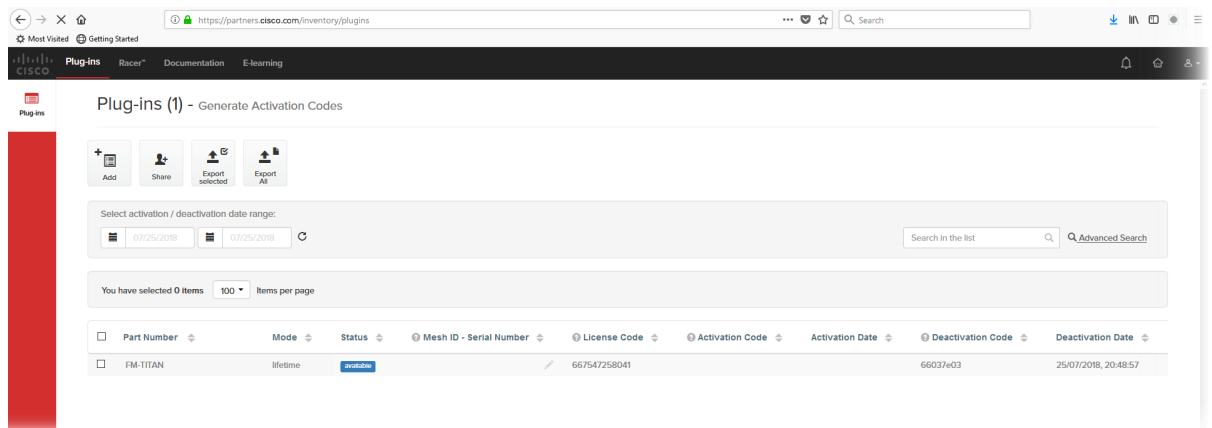 https://partners.cisco.com/inventory/plugins
Search
Most Visited Getting Started
CISCO Plug-ins Racer™ Documentation E-learning
Plug-ins
Plug-ins (1) - Generate Activation Codes
Add Share Export selected Export All
Select activation / deactivation date range:
07/25/2018 07/25/2018 Search in the list Advanced Search
You have selected 0 items 100 Items per page
Part Number Mode Status Mesh ID - Serial Number License Code Activation Code Activation Date Deactivation Code Deactivation Date
FM-TITAN lifetime available 667547258041 66037e03 25/07/2018, 20:48:57